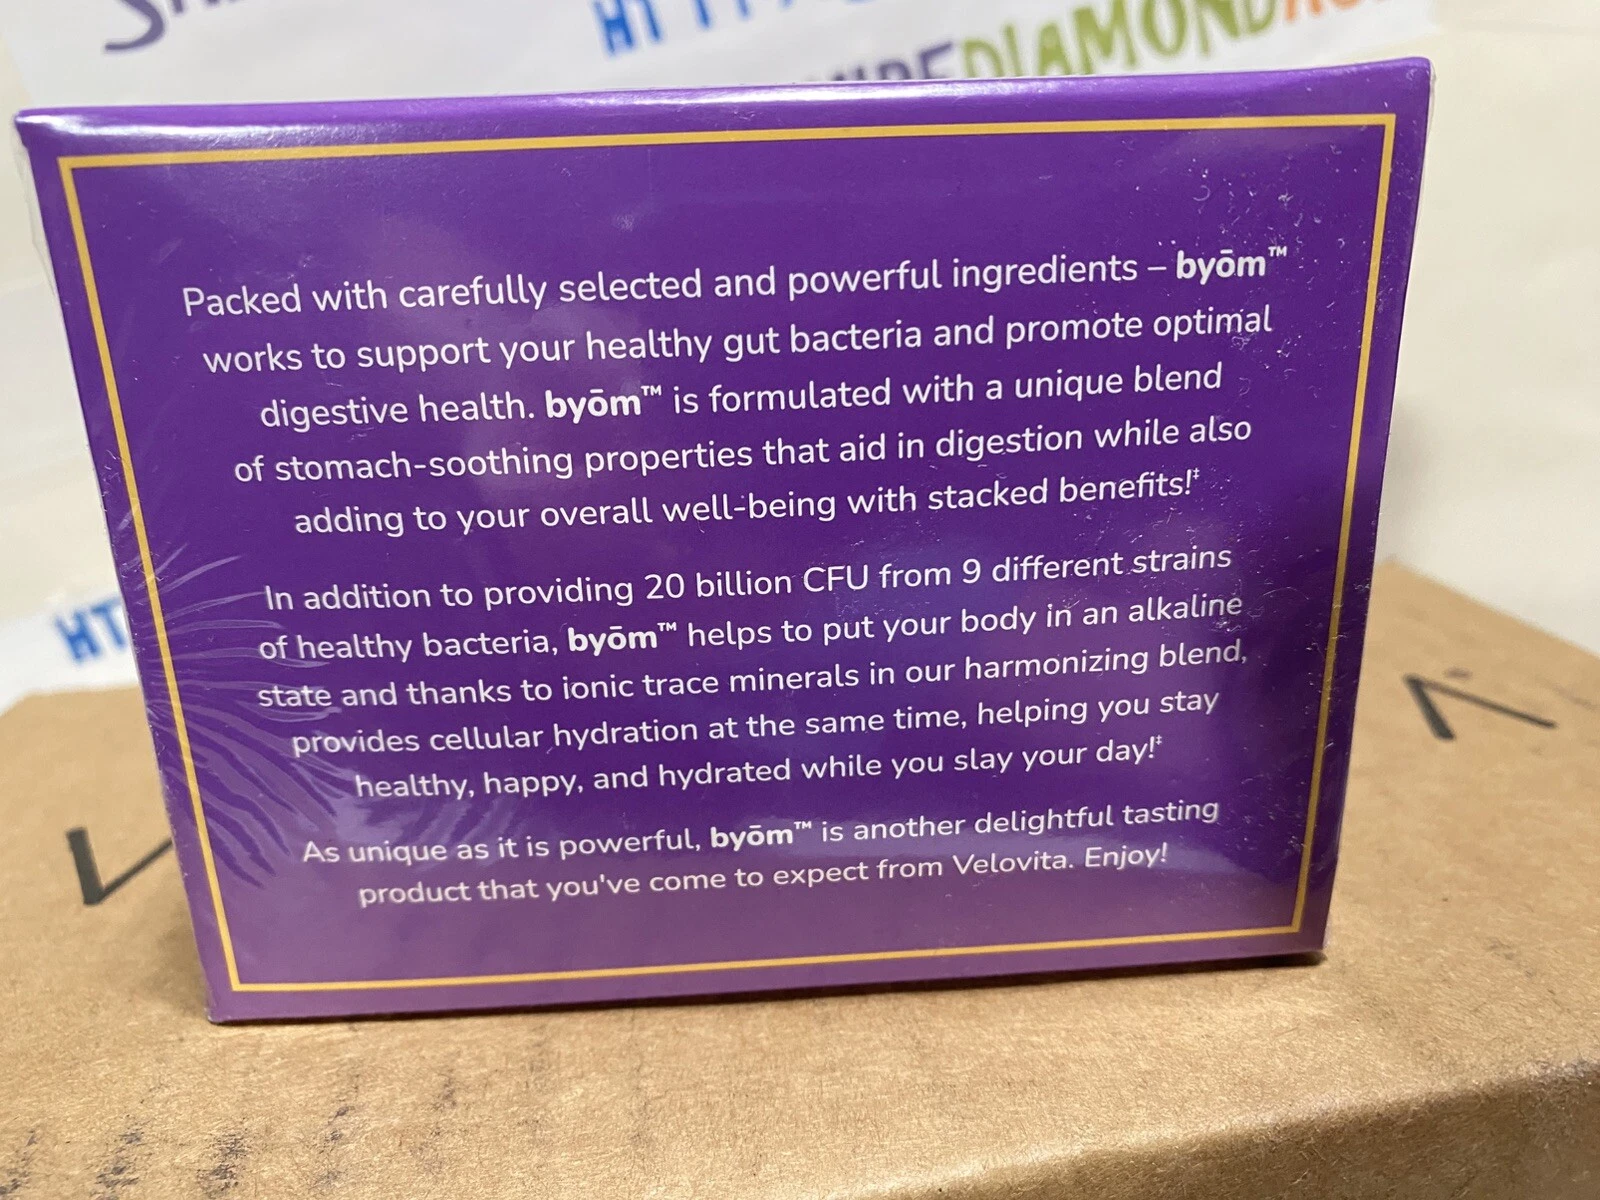 DIAMOND
HT
Packed with carefully selected and powerful ingredients – byōm™
works to support your healthy gut bacteria and promote optimal
digestive health. byōm™ is formulated with a unique blend
of stomach-soothing properties that aid in digestion while also
adding to your overall well-being with stacked benefits!‡
In addition to providing 20 billion CFU from 9 different strains
of healthy bacteria, byōm™ helps to put your body in an alkaline
state and thanks to ionic trace minerals in our harmonizing blend,
provides cellular hydration at the same time, helping you stay
healthy, happy, and hydrated while you slay your day!‡
As unique as it is powerful, byōm™ is another delightful tasting
product that you've come to expect from Velovita. Enjoy!